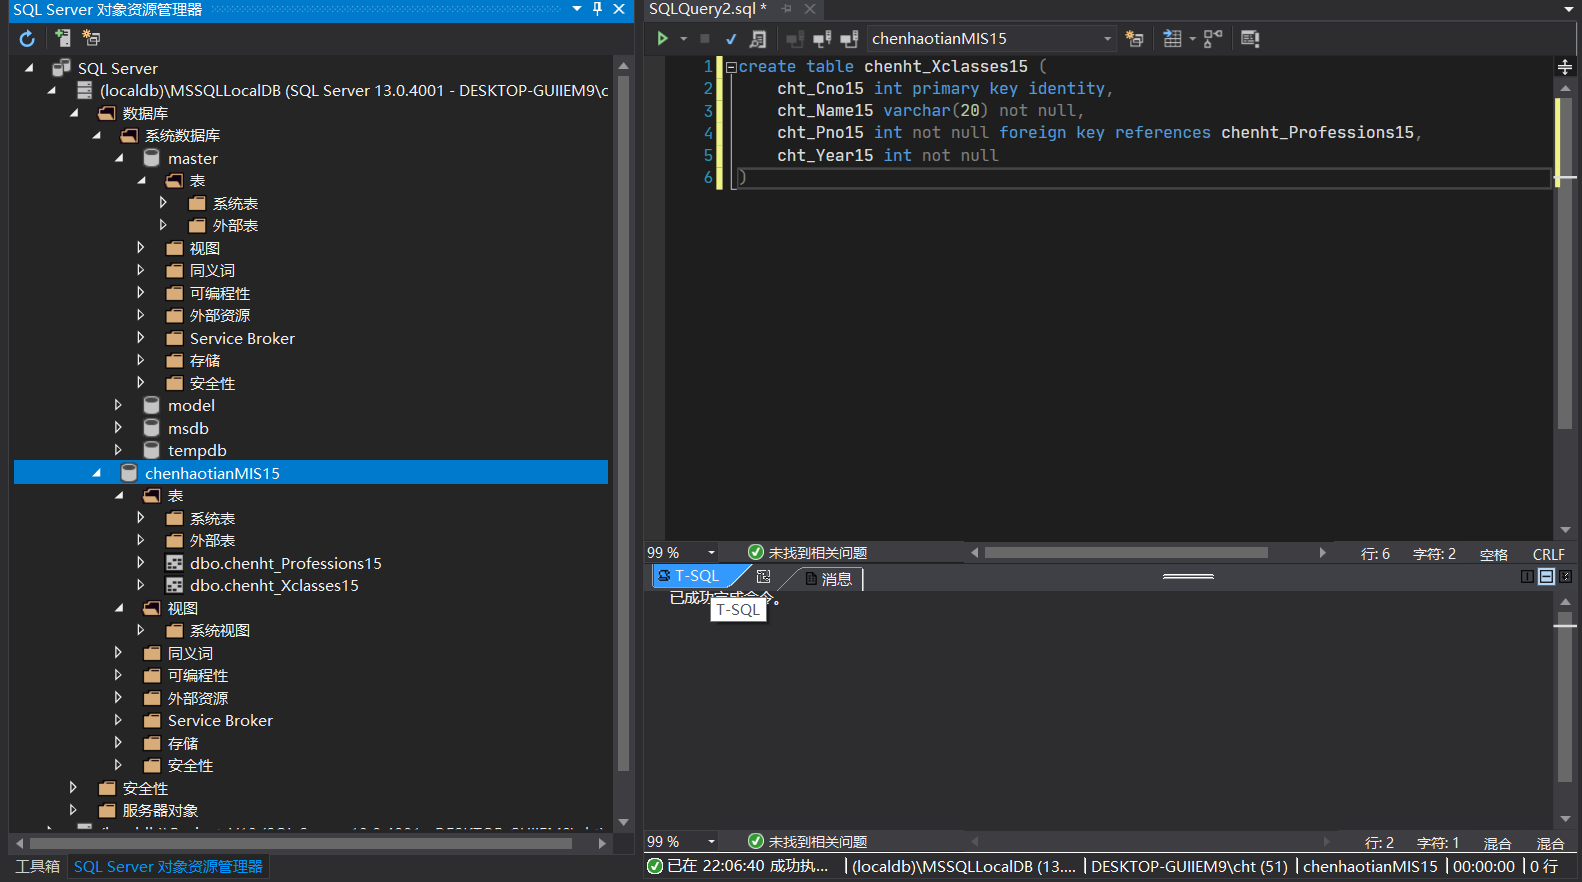 SQL Server 对象资源管理器
SQL Server
(localdb)\MSSQLLocalDB (SQL Server 13.0.4001 - DESKTOP-GUIIEM9\c
数据库
系统数据库
master
表
系统表
外部表
视图
同义词
可编程性
外部资源
Service Broker
存储
安全性
model
msdb
tempdb
chenhaotianMIS15
表
系统表
外部表
dbo.chenht_Professions15
dbo.chenht_Xclasses15
视图
系统视图
同义词
可编程性
外部资源
Service Broker
存储
安全性
安全性
服务器对象
工具箱 SQL Server 对象资源管理器
SQLQuery2.sql *
chenhaotianMIS15
1 create table chenht_Xclasses15 (
2 cht_Cno15 int primary key identity,
3 cht_Name15 varchar(20) not null,
4 cht_Pno15 int not null foreign key references chenht_Professions15,
5 cht_Year15 int not null
6 )
99 % 未找到相关问题 行: 6 字符: 2 空格 CRLF
T-SQL 消息
已成功完成命令。
T-SQL
99 % 未找到相关问题 行: 2 字符: 1 混合 混合
已在 22:06:40 成功执... (localdb)\MSSQLLocalDB (13.... DESKTOP-GUIIEM9\cht (51) chenhaotianMIS15 00:00:00 0 行